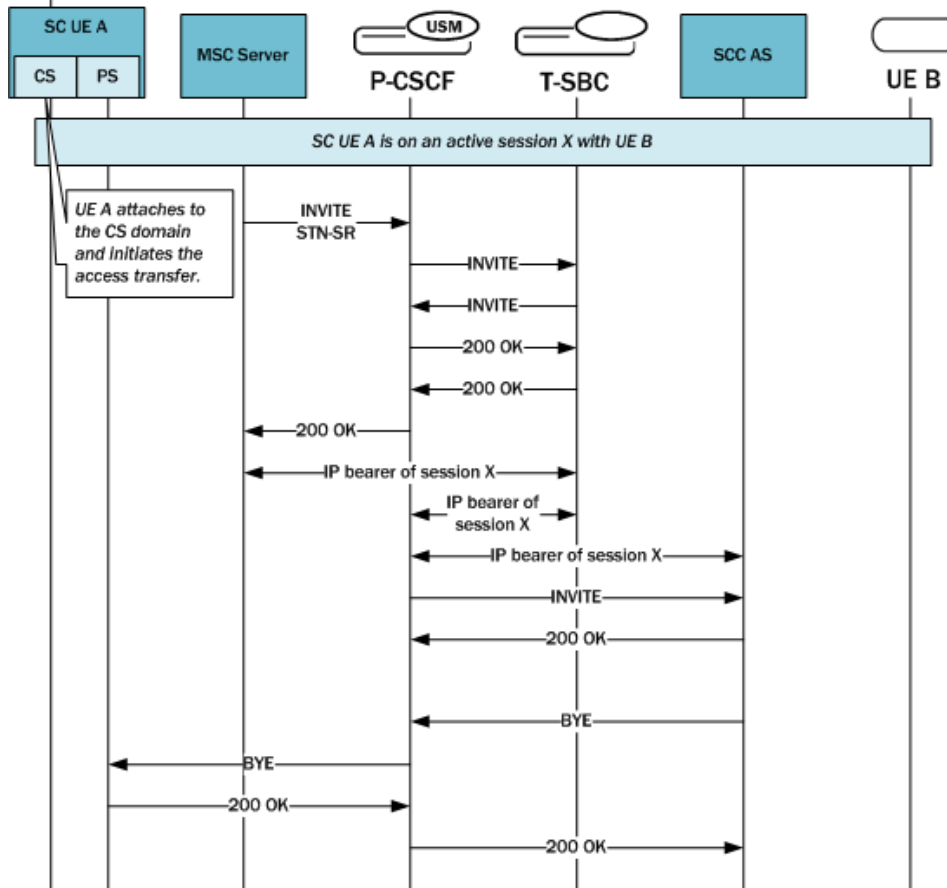 SC UE A
CS
PS
MSC Server
USM
P-CSCF
T-SBC
SCC AS
UE B
SC UE A is on an active session X with UE B
UE A attaches to
the CS domain
and initiates the
access transfer.
INVITE
STN-SR
INVITE
INVITE
200 OK
200 OK
200 OK
IP bearer of session X
IP bearer of
session X
IP bearer of session X
INVITE
200 OK
BYE
BYE
200 OK
200 OK